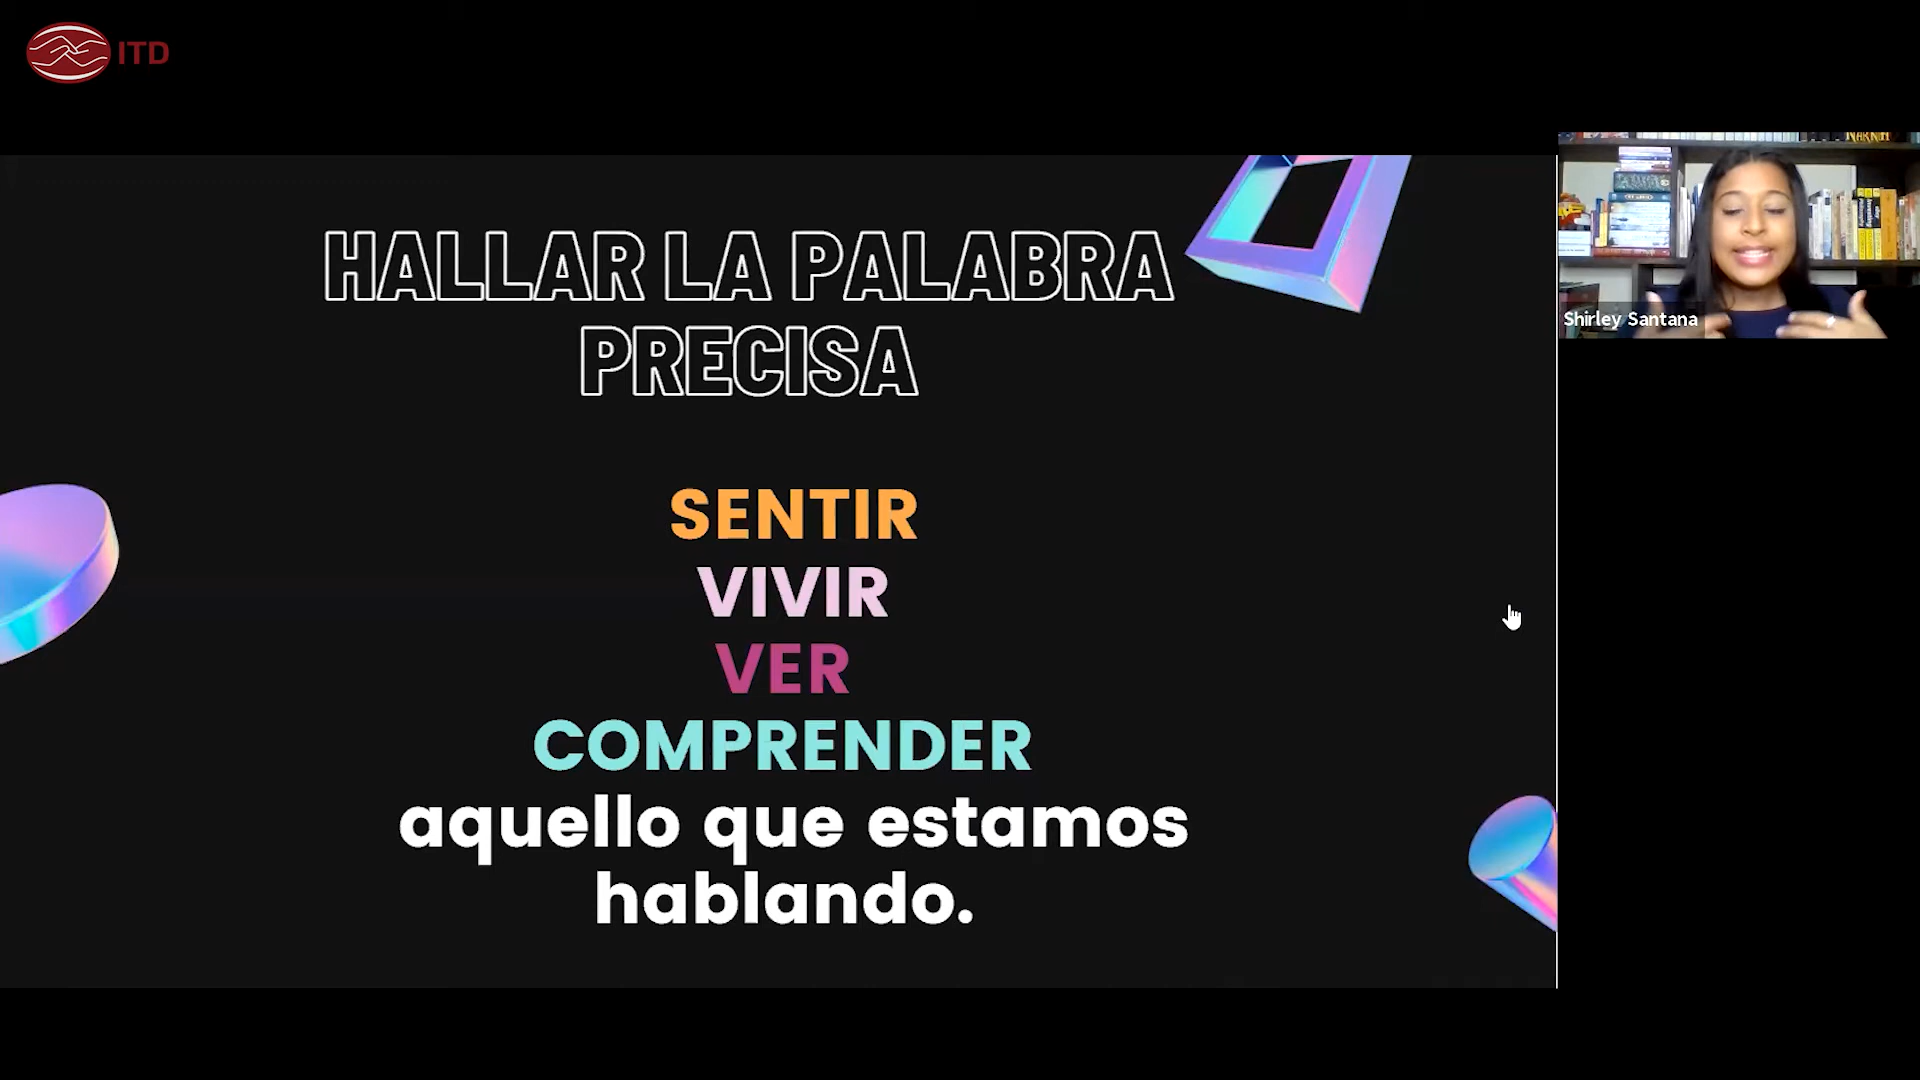 ITD
HALLAR LA PALABRA
PRECISA
SENTIR
VIVIR
VER
COMPRENDER
aquello que estamos
hablando.
Shirley Santana